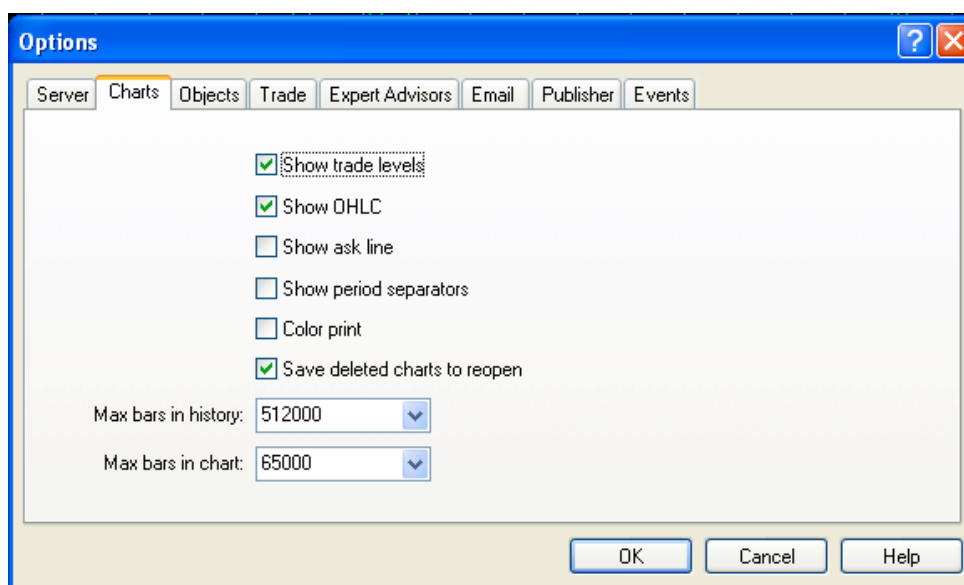 Options
Server Charts Objects Trade Expert Advisors Email Publisher Events
Show trade levels
Show OHLC
Show ask line
Show period separators
Color print
Save deleted charts to reopen
Max bars in history: 512000
Max bars in chart: 65000
OK Cancel Help